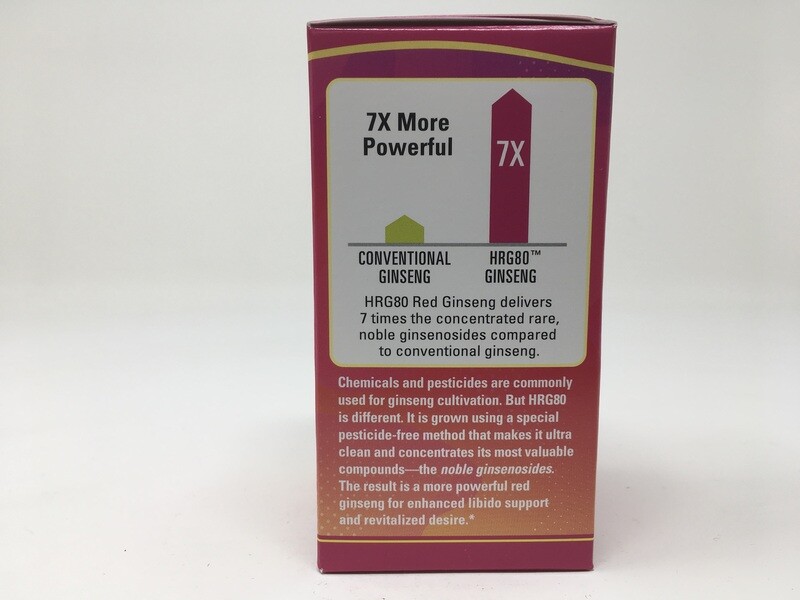 7X More
Powerful
7X
CONVENTIONAL
GINSENG
HRG80™
GINSENG
HRG80 Red Ginseng delivers
7 times the concentrated rare,
noble ginsenosides compared
to conventional ginseng.
Chemicals and pesticides are commonly
used for ginseng cultivation. But HRG80
is different. It is grown using a special
pesticide-free method that makes it ultra
clean and concentrates its most valuable
compounds—the noble ginsenosides.
The result is a more powerful red
ginseng for enhanced libido support
and revitalized desire.*